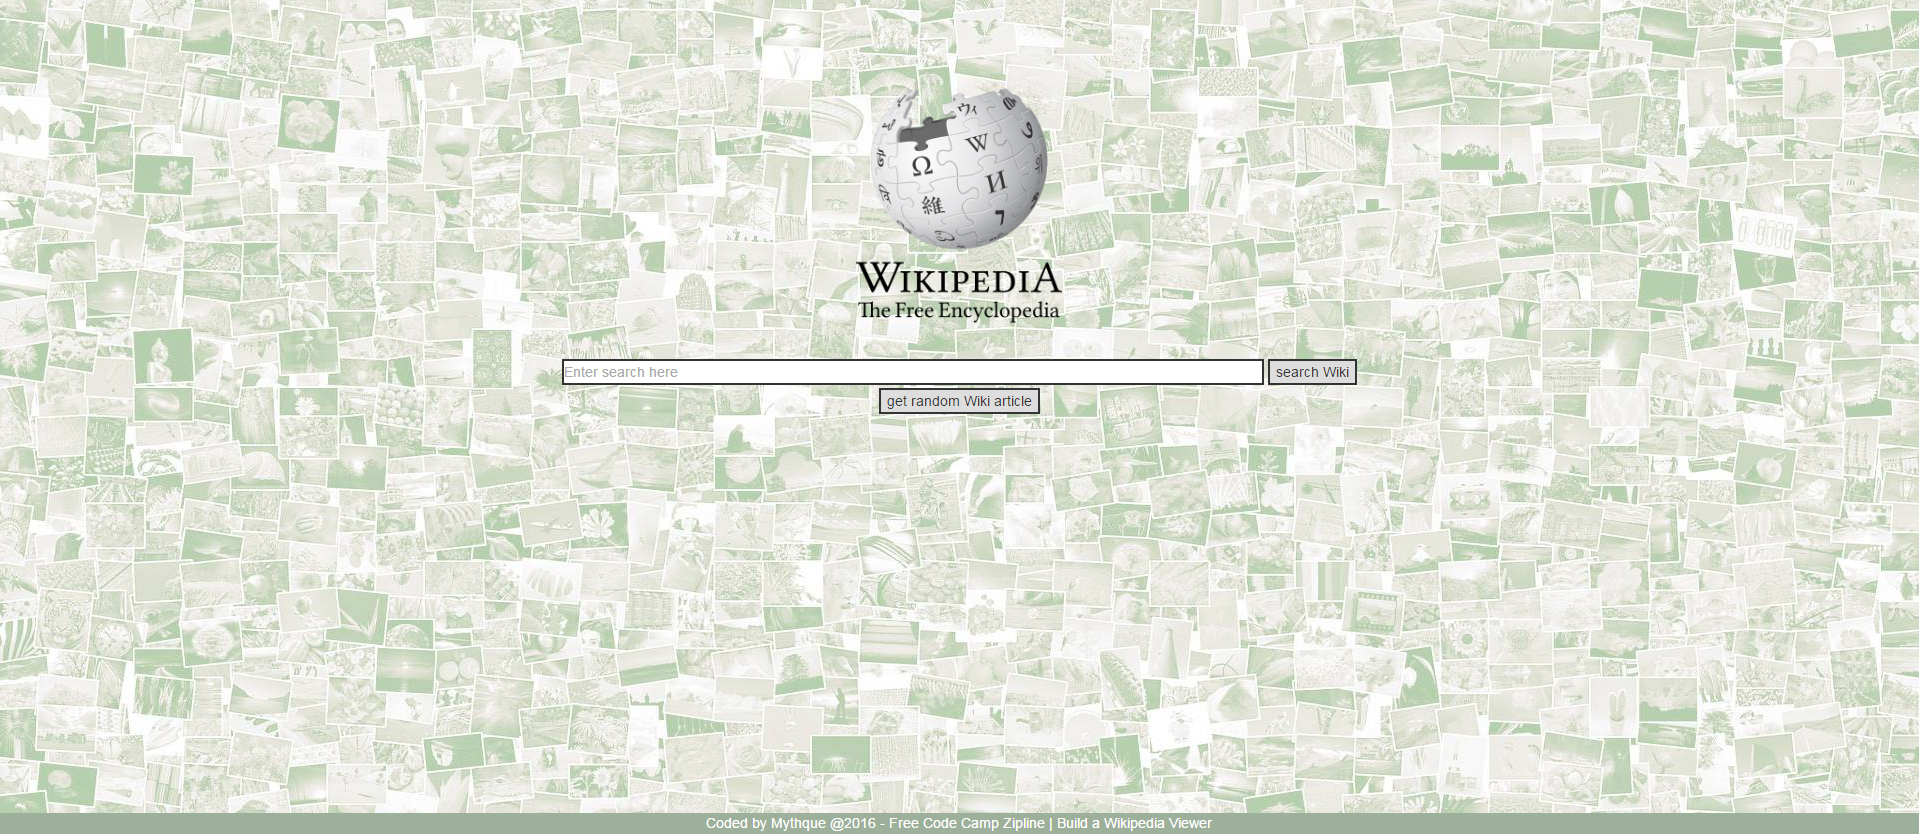 Ω
W
И
維
WIKIPEDIA
The Free Encyclopedia
Enter search here
search Wiki
get random Wiki article
Coded by Mythque @2016 - Free Code Camp Zipline | Build a Wikipedia Viewer